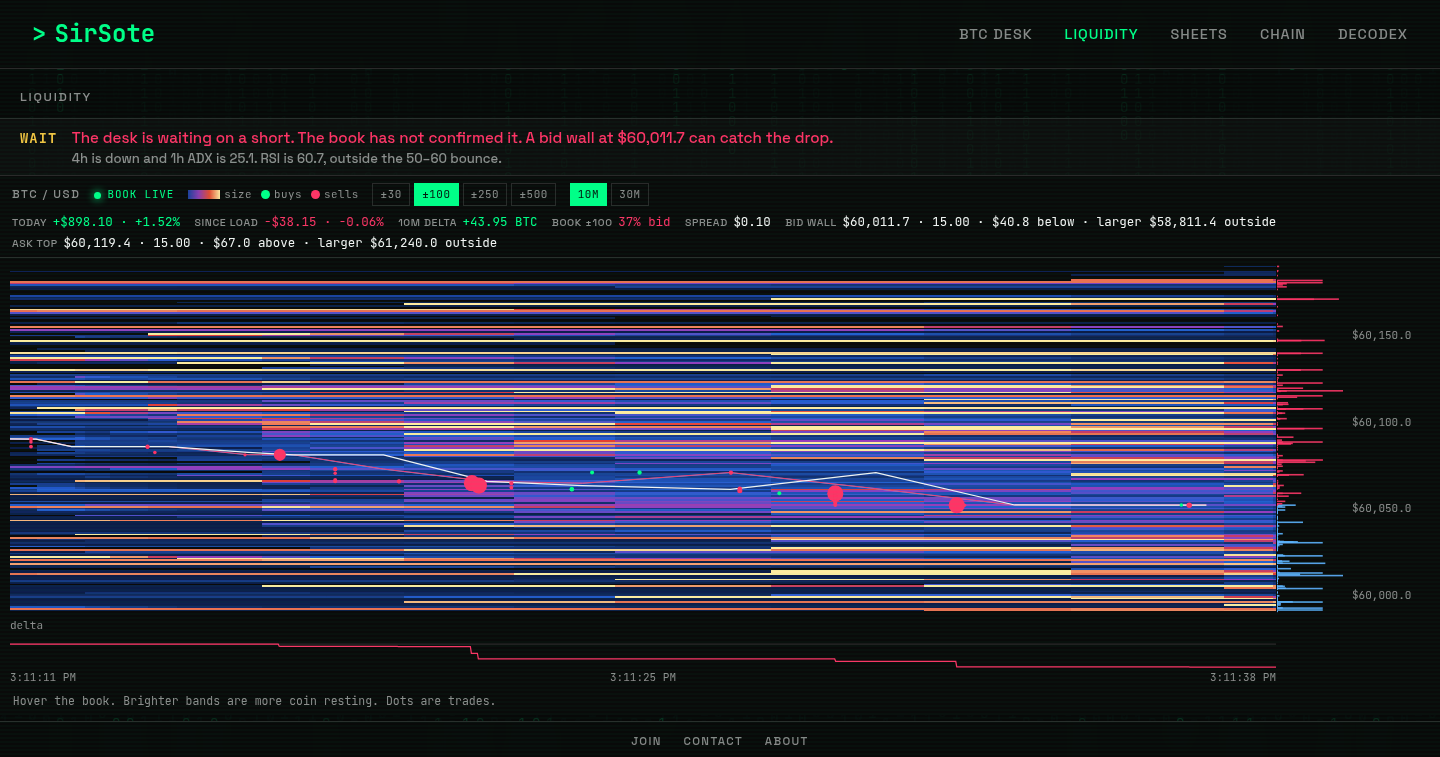 > SirSote
BTC DESK LIQUIDITY SHEETS CHAIN DECODEX
LIQUIDITY
WAIT The desk is waiting on a short. The book has not confirmed it. A bid wall at $60,011.7 can catch the drop.
4h is down and 1h ADX is 25.1. RSI is 60.7, outside the 50–60 bounce.
BTC / USD BOOK LIVE size buys sells ±30 ±100 ±250 ±500 10M 30M
TODAY +$898.10 · +1.52% SINCE LOAD -$38.15 · -0.06% 10M DELTA +43.95 BTC BOOK ±100 37% bid SPREAD $0.10 BID WALL $60,011.7 · 15.00 · $40.8 below · larger $58,811.4 outside
ASK TOP $60,119.4 · 15.00 · $67.0 above · larger $61,240.0 outside
$60,150.0
$60,100.0
$60,050.0
$60,000.0
delta
3:11:11 PM 3:11:25 PM 3:11:38 PM
Hover the book. Brighter bands are more coin resting. Dots are trades.
JOIN CONTACT ABOUT